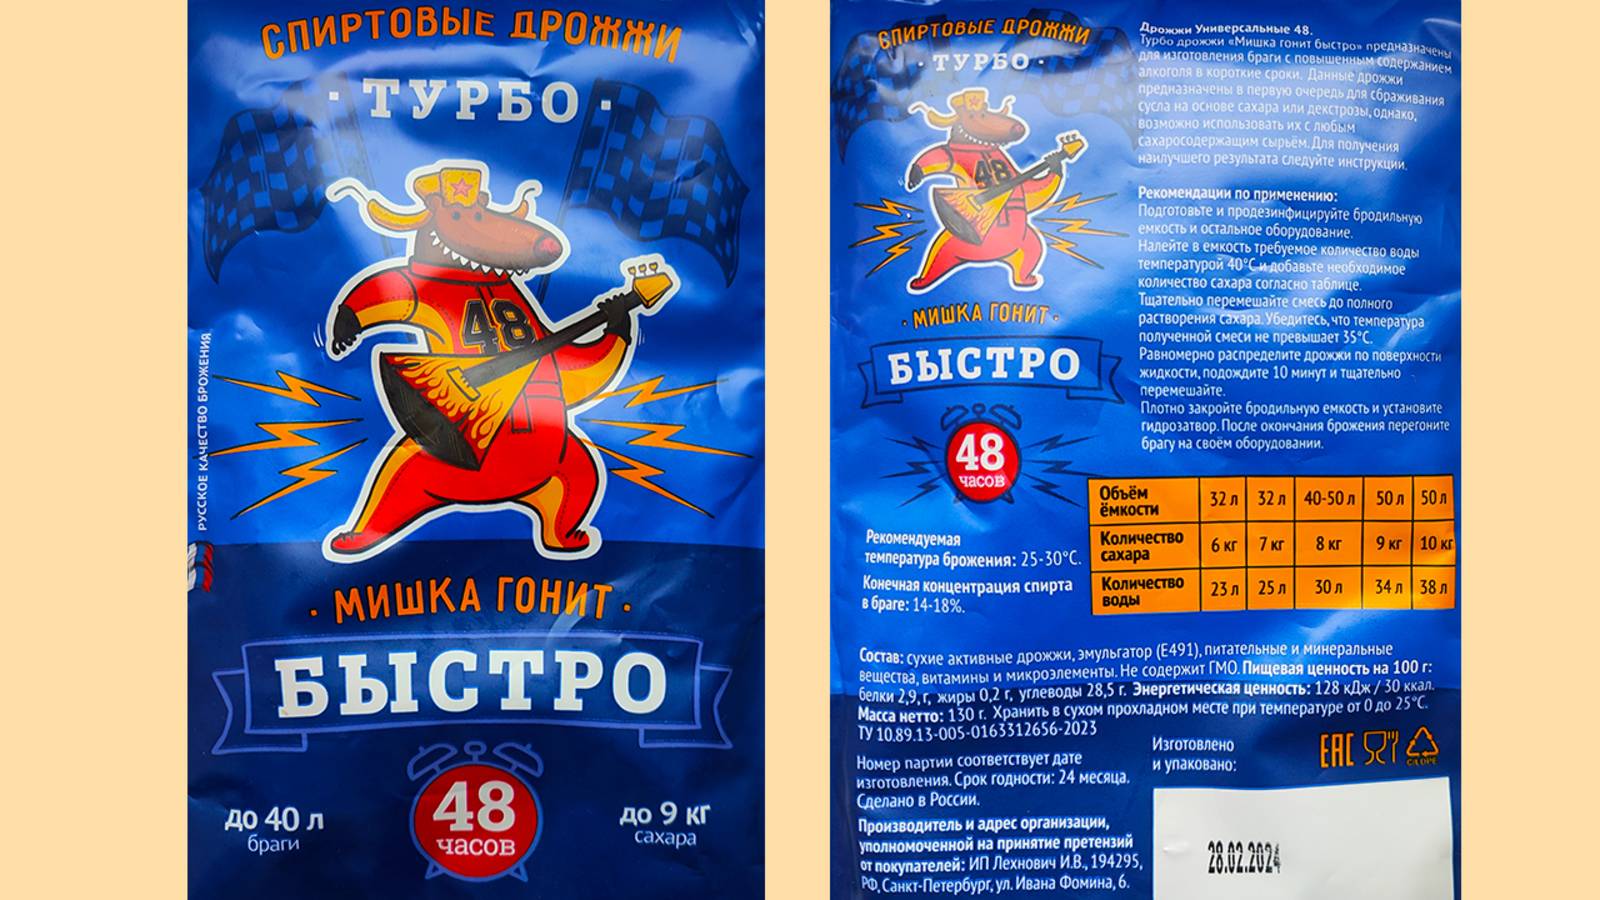 СПИРТОВЫЕ ДРОЖЖИ
· ТУРБО ·
48
РУССКОЕ КАЧЕСТВО БРОЖЕНИЯ
· МИШКА ГОНИТ ·
БЫСТРО
до 40 л
браги
48
часов
до 9 кг
сахара
СПИРТОВЫЕ ДРОЖЖИ
· ТУРБО ·
48
· МИШКА ГОНИТ ·
БЫСТРО
48
часов
Дрожжи Универсальные 48.
Турбо дрожжи «Мишка гонит быстро» предназначены
для изготовления браги с повышенным содержанием
алкоголя в короткие сроки. Данные дрожжи
предназначены в первую очередь для сбраживания
сусла на основе сахара или декстрозы, однако,
возможно использовать их с любым
сахаросодержащим сырьём. Для получения
наилучшего результата следуйте инструкции.
Рекомендации по применению:
Подготовьте и продезинфицируйте бродильную
емкость и остальное оборудование.
Налейте в емкость требуемое количество воды
температурой 40°С и добавьте необходимое
количество сахара согласно таблице.
Тщательно перемешайте смесь до полного
растворения сахара. Убедитесь, что температура
полученной смеси не превышает 35°С.
Равномерно распределите дрожжи по поверхности
жидкости, подождите 10 минут и тщательно
перемешайте.
Плотно закройте бродильную емкость и установите
гидрозатвор. После окончания брожения перегоните
брагу на своём оборудовании.
Рекомендуемая
температура брожения: 25-30°С.
Конечная концентрация спирта
в браге: 14-18%.
Объём ёмкости 32 л 32 л 40-50 л 50 л 50 л
Количество сахара 6 кг 7 кг 8 кг 9 кг 10 кг
Количество воды 23 л 25 л 30 л 34 л 38 л
Состав: сухие активные дрожжи, эмульгатор (Е491), питательные и минеральные
вещества, витамины и микроэлементы. Не содержит ГМО. Пищевая ценность на 100 г:
белки 2,9 г, жиры 0,2 г, углеводы 28,5 г. Энергетическая ценность: 128 кДж / 30 ккал.
Масса нетто: 130 г. Хранить в сухом прохладном месте при температуре от 0 до 25°С.
ТУ 10.89.13-005-0163312656-2023
Номер партии соответствует дате
изготовления. Срок годности: 24 месяца.
Сделано в России.
Производитель и адрес организации,
уполномоченной на принятие претензий
от покупателей: ИП Лехнович И.В., 194295,
РФ, Санкт-Петербург, ул. Ивана Фомина, 6.
Изготовлено
и упаковано:
ЕАС
C/LDPE
28.02.2024